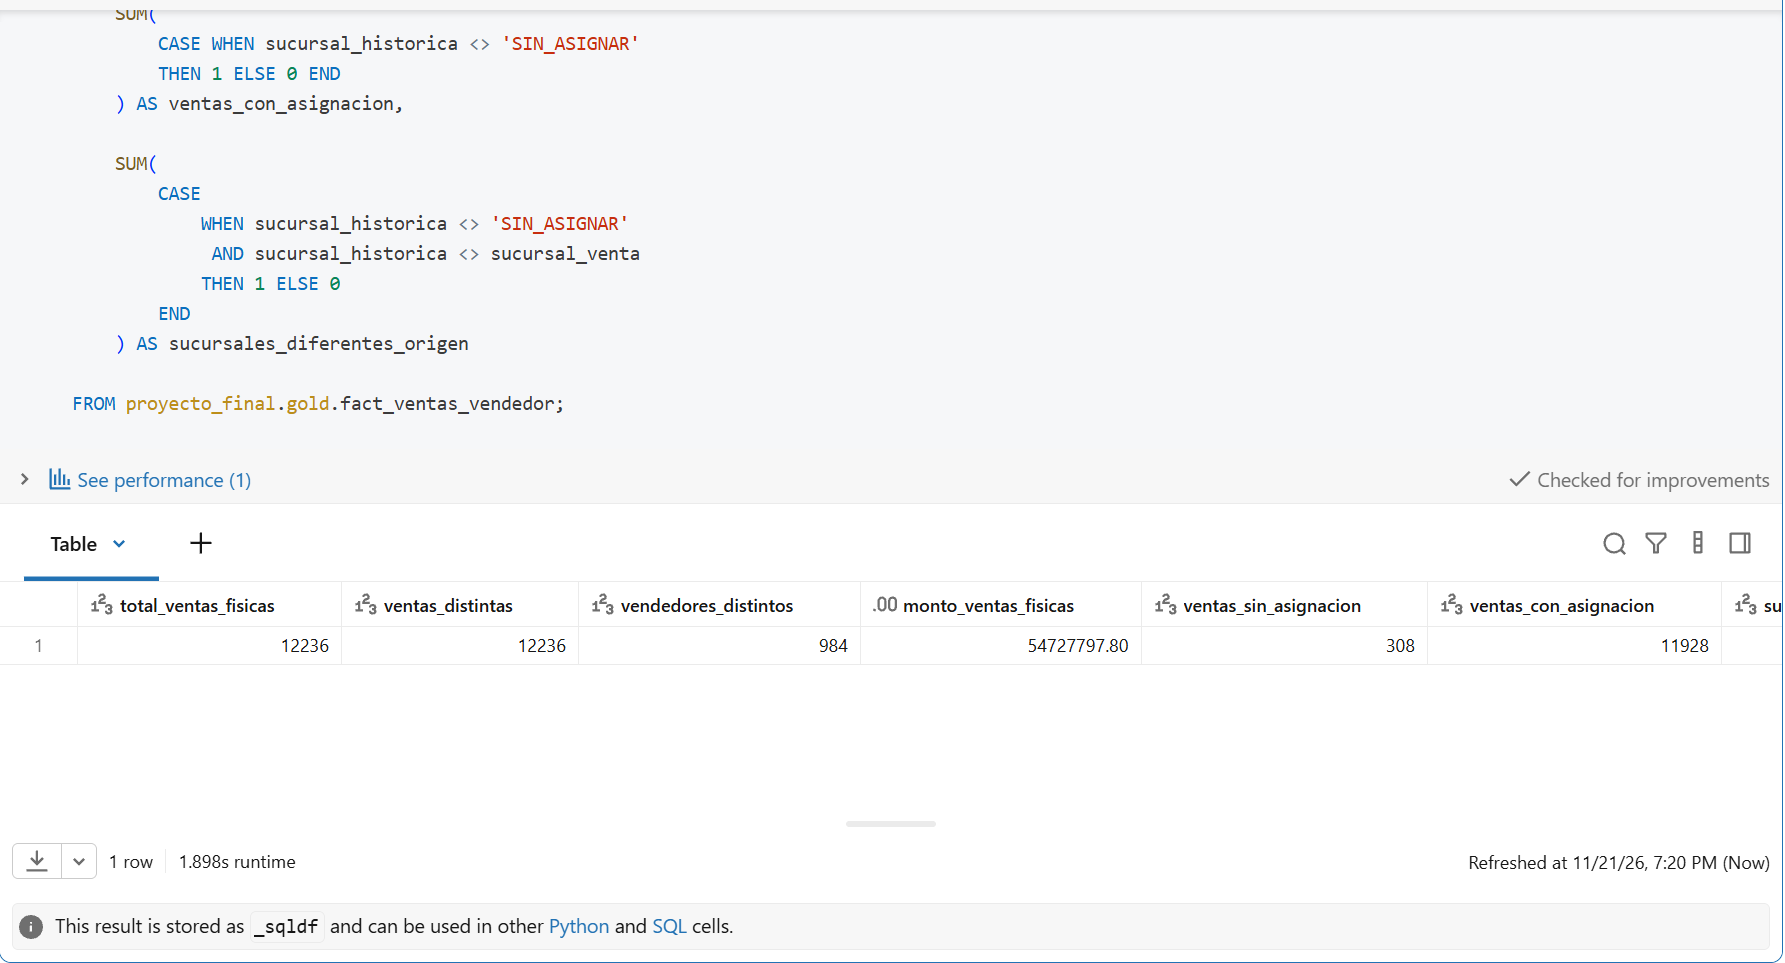 SUM(
CASE WHEN sucursal_historica <> 'SIN_ASIGNAR'
THEN 1 ELSE 0 END
) AS ventas_con_asignacion,
SUM(
CASE
WHEN sucursal_historica <> 'SIN_ASIGNAR'
AND sucursal_historica <> sucursal_venta
THEN 1 ELSE 0
END
) AS sucursales_diferentes_origen
FROM proyecto_final.gold.fact_ventas_vendedor;
See performance (1)
Checked for improvements
Table
total_ventas_fisicas ventas_distintas vendedores_distintos .00 monto_ventas_fisicas ventas_sin_asignacion ventas_con_asignacion su
1 12236 12236 984 54727797.80 308 11928
1 row 1.898s runtime
Refreshed at 11/21/26, 7:20 PM (Now)
This result is stored as _sqldf and can be used in other Python and SQL cells.